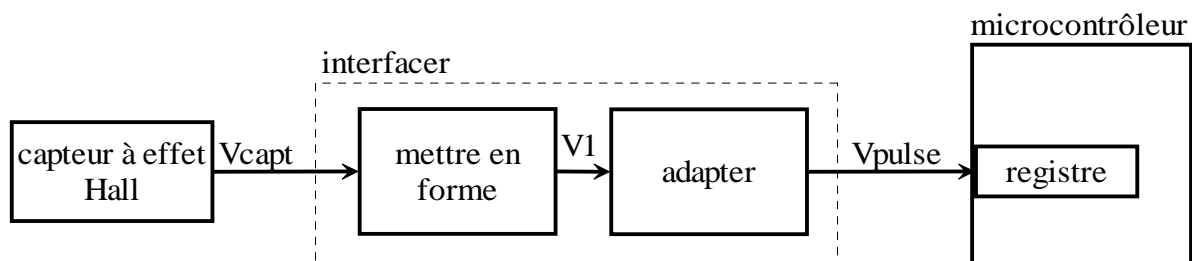 microcontrôleur
interfacer
capteur à effet
Hall
Vcapt
mettre en
forme
V1
adapter
Vpulse
registre